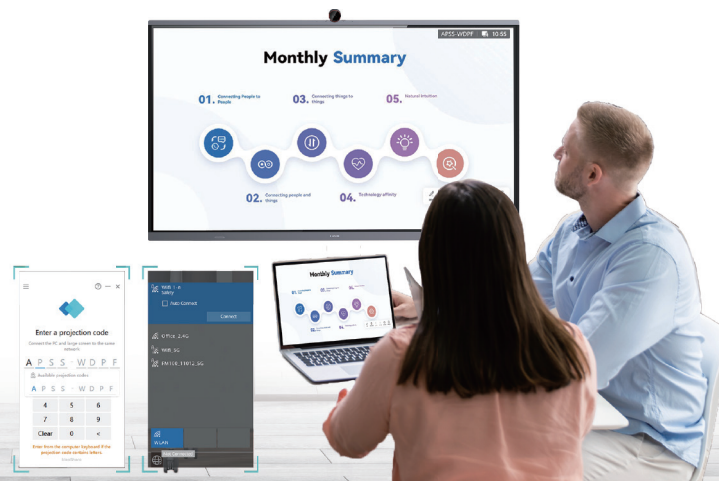 APSS-WDPF 10:55
Monthly Summary
01. Connecting People to
People
03. Connecting things to
things
05. Natural Intuition
02. Connecting people and
things
04. Technology affinity
Monthly Summary
Enter a projection code
Connect the PC and large screen to the same
network.
A P S S - W D P F
Available projection codes
A P S S - W D P F
4 5 6
7 8 9
Clear 0 <
Enter from the computer keyboard if the
projection code contains letters.
Safety
Auto Connect
Connect
Office_2.4G
WLAN